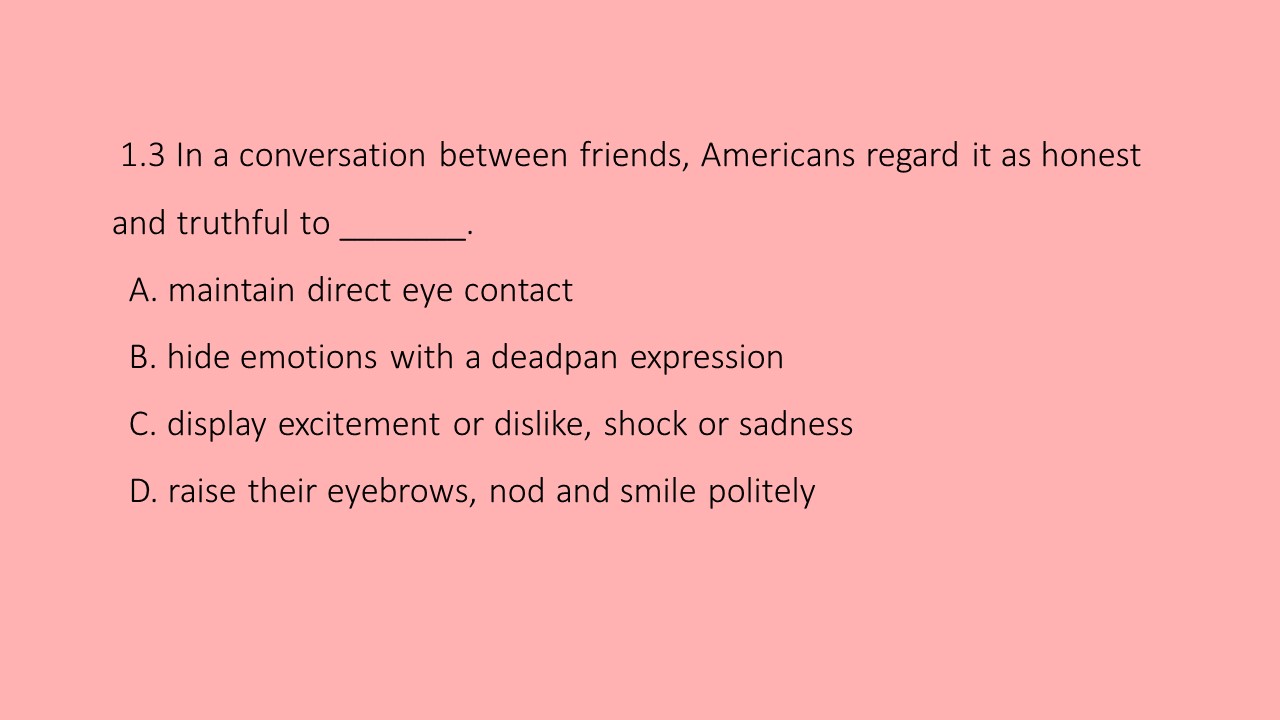 1.3 In a conversation between friends, Americans regard it as honest
and truthful to _______.
A. maintain direct eye contact
B. hide emotions with a deadpan expression
C. display excitement or dislike, shock or sadness
D. raise their eyebrows, nod and smile politely